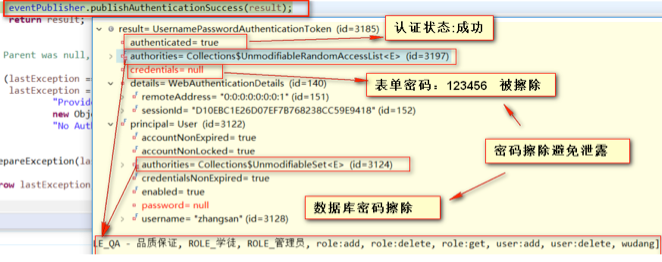 eventPublisher.publishAuthenticationSuccess(result);
return result;
result= UsernamePasswordAuthenticationToken (id=3185)
authenticated= true
认证状态:成功
authorities= Collections$UnmodifiableRandomAccessList<E> (id=3197)
Parent was null,
credentials= null
(lastException =
details= WebAuthenticationDetails (id=140)
表单密码：123456 被擦除
lastException =
remoteAddress= "0:0:0:0:0:0:0:1" (id=151)
"Provid
sessionId= "D10EBC1E26D07EF7B768238CC59E9418" (id=152)
new Obje
principal= User (id=3122)
"No Auth
accountNonExpired= true
accountNonLocked= true
密码擦除避免泄露
epareException(la
authorities= Collections$UnmodifiableSet<E> (id=3124)
credentialsNonExpired= true
row lastException
enabled= true
password= null
数据库密码擦除
username= "zhangsan" (id=3128)
LE_QA - 品质保证, ROLE_学徒, ROLE_管理员, role:add, role:delete, role:get, user:add, user:delete, wudang]